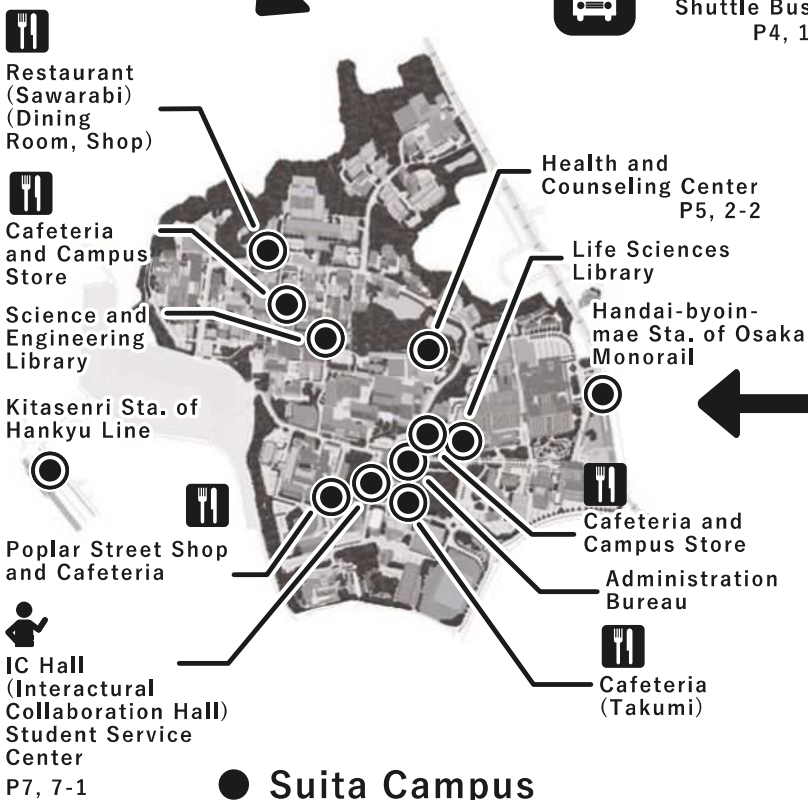 Shuttle Bus
P4, 1
Restaurant
(Sawarabi)
(Dining
Room, Shop)
Cafeteria
and Campus
Store
Science and
Engineering
Library
Kitasenri Sta. of
Hankyu Line
Poplar Street Shop
and Cafeteria
IC Hall
(Interactural
Collaboration Hall)
Student Service
Center
P7, 7-1
Health and
Counseling Center
P5, 2-2
Life Sciences
Library
Handai-byoin-
mae Sta. of Osaka
Monorail
Cafeteria and
Campus Store
Administration
Bureau
Cafeteria
(Takumi)
Suita Campus